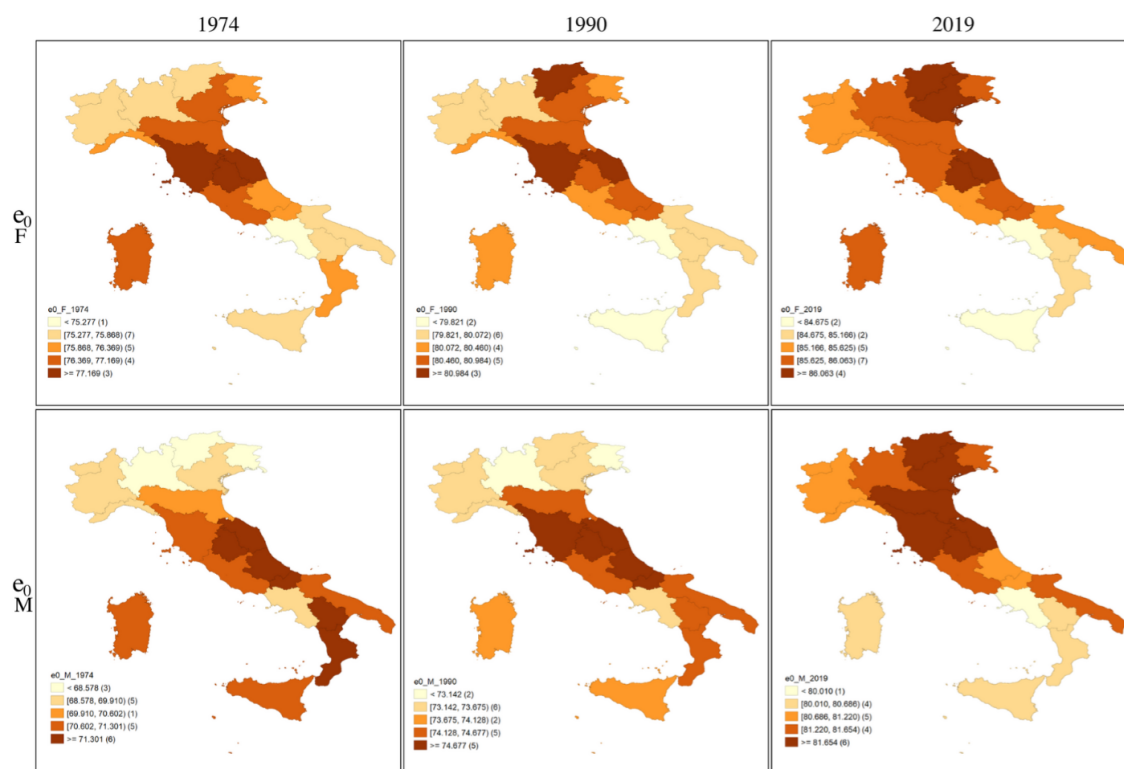 1974 1990 2019
e0
F
e0_F_1974
< 75.277 (1)
[75.277, 75.868) (7)
[75.868, 76.369) (5)
[76.369, 77.169) (4)
>= 77.169 (3)
e0_F_1990
< 79.821 (2)
[79.821, 80.072) (6)
[80.072, 80.460) (4)
[80.460, 80.984) (5)
>= 80.984 (3)
e0_F_2019
< 84.675 (2)
[84.675, 85.166) (2)
[85.166, 85.625) (5)
[85.625, 86.063) (7)
>= 86.063 (4)
e0
M
e0_M_1974
< 68.578 (3)
[68.578, 69.910) (5)
[69.910, 70.602) (1)
[70.602, 71.301) (5)
>= 71.301 (6)
e0_M_1990
< 73.142 (2)
[73.142, 73.675) (6)
[73.675, 74.128) (2)
[74.128, 74.677) (5)
>= 74.677 (5)
e0_M_2019
< 80.010 (1)
[80.010, 80.686) (4)
[80.686, 81.220) (5)
[81.220, 81.654) (4)
>= 81.654 (6)